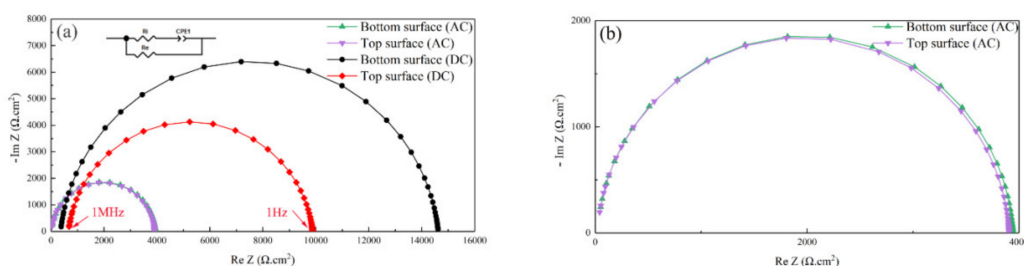 (a)
Ri
CPE1
Re
Bottom surface (AC)
Top surface (AC)
Bottom surface (DC)
Top surface (DC)
8000
7000
6000
5000
4000
3000
2000
1000
0
- Im Z (Ω.cm²)
1MHz
1Hz
0 2000 4000 6000 8000 10000 12000 14000 16000
Re Z (Ω.cm²)
(b)
Bottom surface (AC)
Top surface (AC)
2000
1000
0
- Im Z (Ω.cm²)
0 2000 400
Re Z (Ω.cm²)